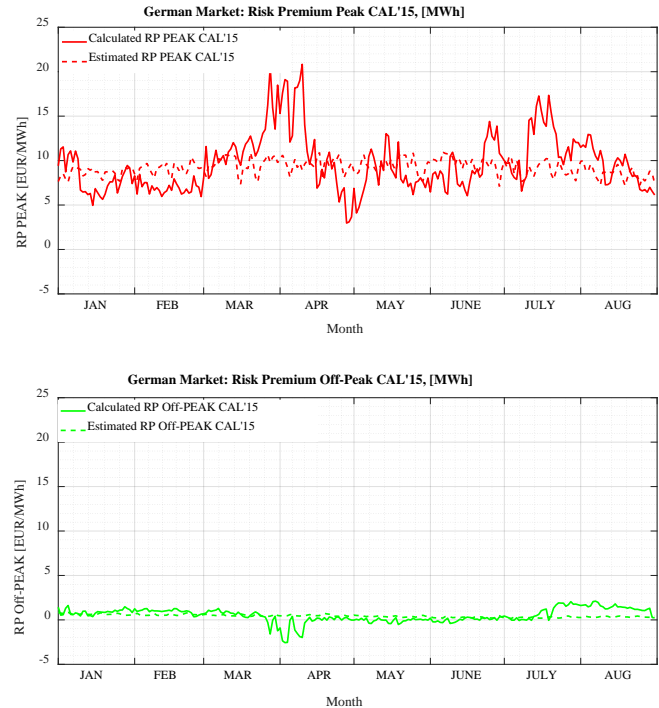 German Market: Risk Premium Peak CAL'15, [MWh]
25
Calculated RP PEAK CAL'15
Estimated RP PEAK CAL'15
20
15
10
5
0
-5
RP PEAK [EUR/MWh]
JAN FEB MAR APR MAY JUNE JULY AUG
Month
German Market: Risk Premium Off-Peak CAL'15, [MWh]
25
Calculated RP Off-PEAK CAL'15
Estimated RP Off-PEAK CAL'15
20
15
10
5
0
-5
RP Off-PEAK [EUR/MWh]
JAN FEB MAR APR MAY JUNE JULY AUG
Month